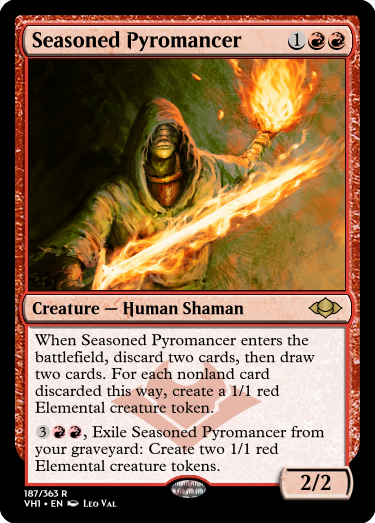 Seasoned Pyromancer 1
Creature — Human Shaman
When Seasoned Pyromancer enters the
battlefield, discard two cards, then draw
two cards. For each nonland card
discarded this way, create a 1/1 red
Elemental creature token.
3, Exile Seasoned Pyromancer from
your graveyard: Create two 1/1 red
Elemental creature tokens.
2/2
187/363 R
VH1 • EN Leo Val